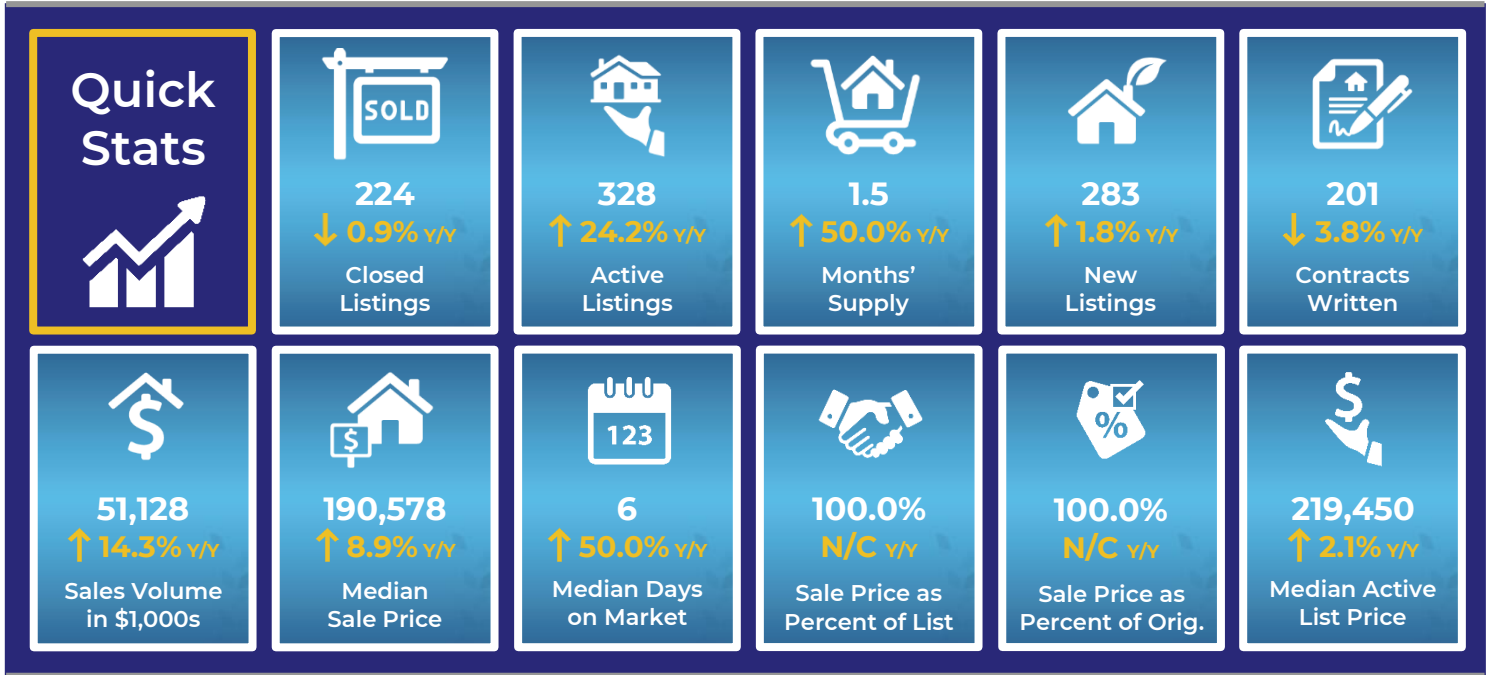 Quick
Stats
SOLD
224
↓ 0.9% Y/Y
Closed
Listings
328
↑ 24.2% Y/Y
Active
Listings
1.5
↑ 50.0% Y/Y
Months’
Supply
283
↑ 1.8% Y/Y
New
Listings
201
↓ 3.8% Y/Y
Contracts
Written
$
51,128
↑ 14.3% Y/Y
Sales Volume
in $1,000s
$
190,578
↑ 8.9% Y/Y
Median
Sale Price
123
6
↑ 50.0% Y/Y
Median Days
on Market
100.0%
N/C Y/Y
Sale Price as
Percent of List
%
100.0%
N/C Y/Y
Sale Price as
Percent of Orig.
$
219,450
↑ 2.1% Y/Y
Median Active
List Price